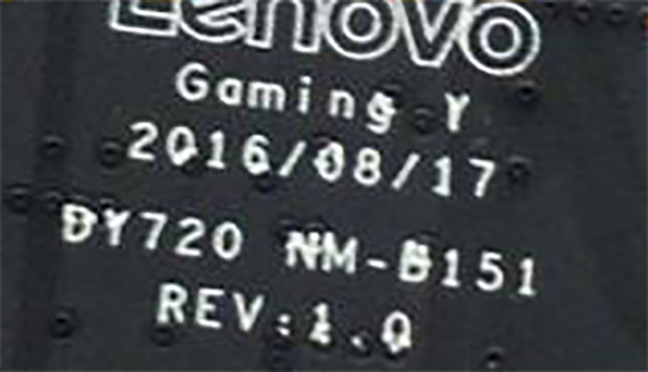 Lenovo
Gaming Y
2016/08/17
DY720 NM-B151
REV:1.0